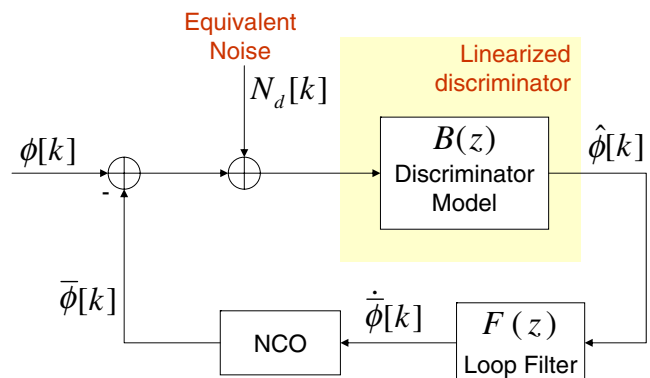 Equivalent
Noise
Linearized
discriminator
N_d[k]
ϕ[k]
-
B(z)
Discriminator
Model
ϕ̂[k]
ϕ̄[k]
NCO
ϕ̄̇[k]
F(z)
Loop Filter